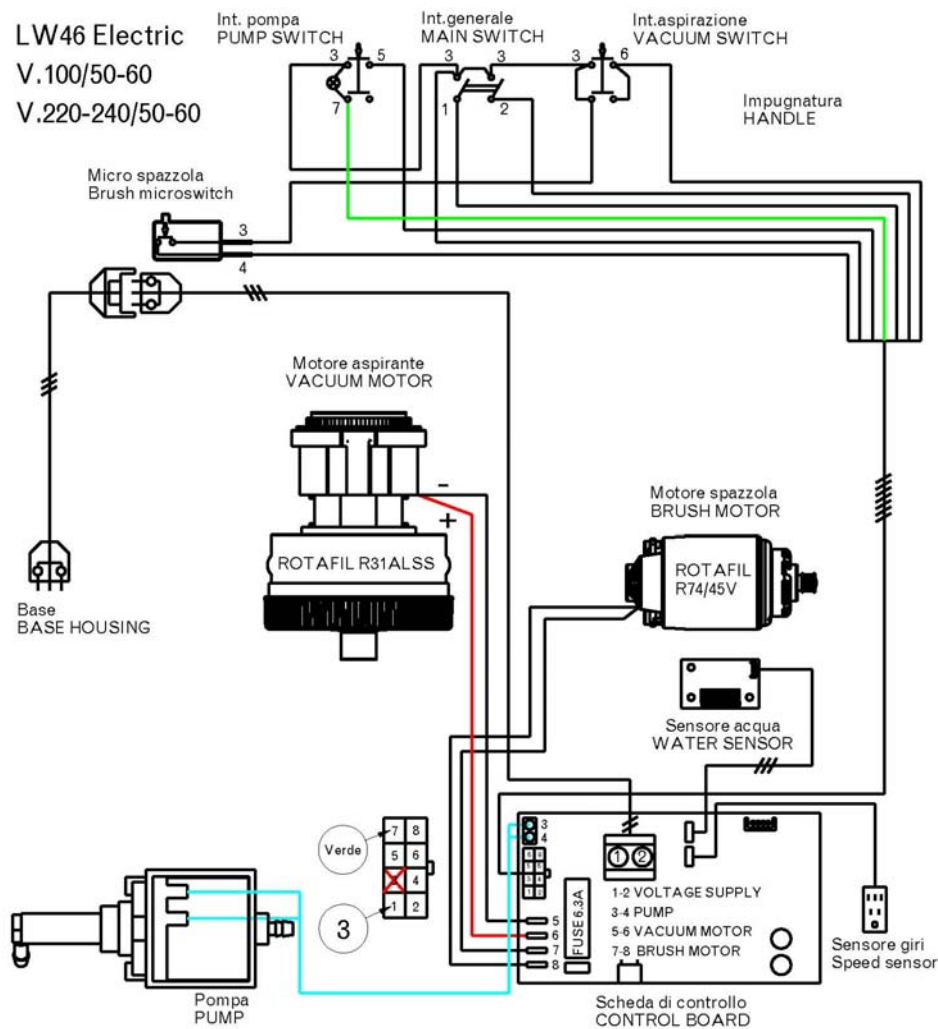 LW46 Electric
V.100/50-60
V.220-240/50-60
Int. pompa
PUMP SWITCH
Int.generale
MAIN SWITCH
Int.aspirazione
VACUUM SWITCH
3
5
7
3
3
1
2
3
6
Impugnatura
HANDLE
Micro spazzola
Brush microswitch
3
4
Motore aspirante
VACUUM MOTOR
-
+
ROTAFIL R31ALSS
Motore spazzola
BRUSH MOTOR
ROTAFIL
R74/45V
Base
BASE HOUSING
Sensore acqua
WATER SENSOR
Verde
7 8
5 6
4
1 2
3
3
4
1 2
FUSE 6.3A
5
6
7
8
1-2 VOLTAGE SUPPLY
3-4 PUMP
5-6 VACUUM MOTOR
7-8 BRUSH MOTOR
Sensore giri
Speed sensor
Pompa
PUMP
Scheda di controllo
CONTROL BOARD